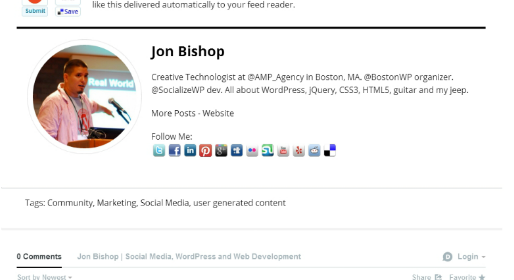 like this delivered automatically to your feed reader.
Submit
Save
Real World
Jon Bishop
Creative Technologist at @AMP_Agency in Boston, MA. @BostonWP organizer.
@SocializeWP dev. All about WordPress, jQuery, CSS3, HTML5, guitar and my jeep.
More Posts - Website
Follow Me:
Tags: Community, Marketing, Social Media, user generated content
0 Comments Jon Bishop | Social Media, WordPress and Web Development Login
Sort by Newest Share Favorite